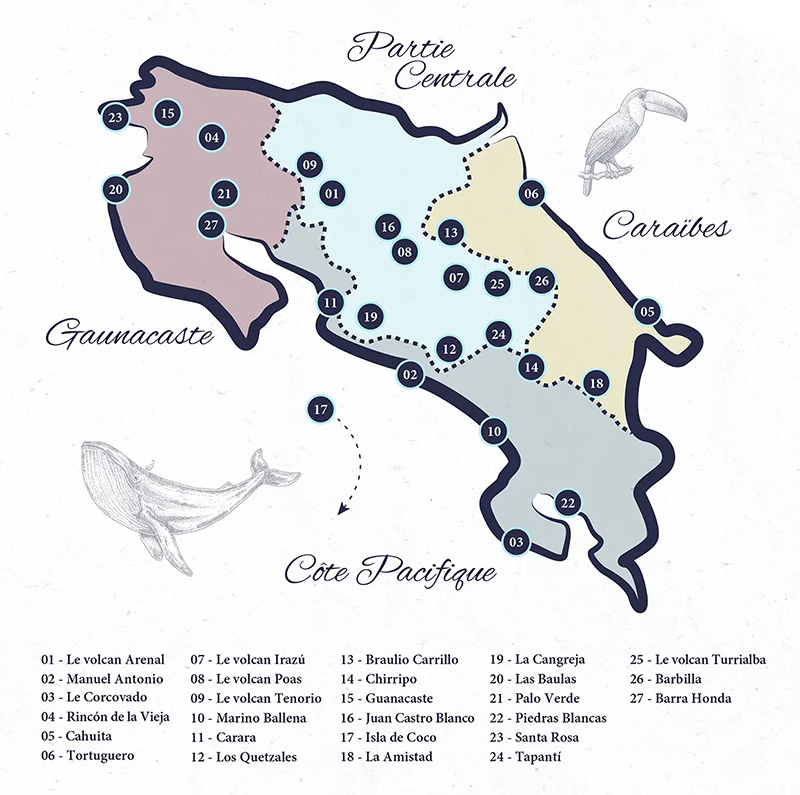 Partie
Centrale
23
15
04
09
20
21
01
06
27
16
13
08
Caraïbes
07
25
26
11
05
19
Gaunacaste
24
12
14
02
18
17
10
22
03
Côte Pacifique
01 - Le volcan Arenal
02 - Manuel Antonio
03 - Le Corcovado
04 - Rincón de la Vieja
05 - Cahuita
06 - Tortuguero
07 - Le volcan Irazú
08 - Le volcan Poas
09 - Le volcan Tenorio
10 - Marino Ballena
11 - Carara
12 - Los Quetzales
13 - Braulio Carrillo
14 - Chirripo
15 - Guanacaste
16 - Juan Castro Blanco
17 - Isla de Coco
18 - La Amistad
19 - La Cangreja
20 - Las Baulas
21 - Palo Verde
22 - Piedras Blancas
23 - Santa Rosa
24 - Tapantí
25 - Le volcan Turrialba
26 - Barbilla
27 - Barra Honda